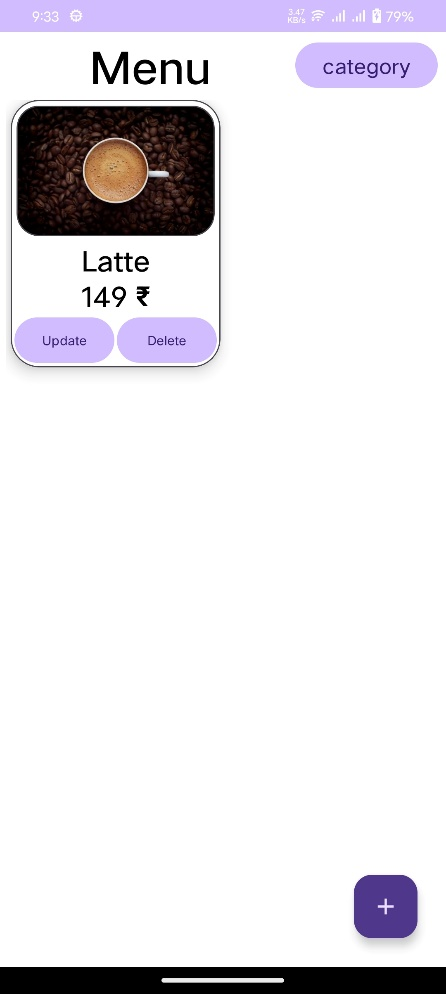 9:33
3.47
KB/s
79%
Menu
category
Latte
149 ₹
Update
Delete
+